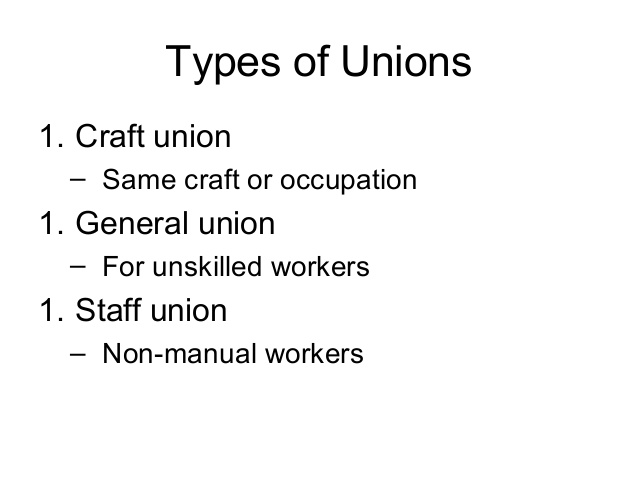 Types of Unions
1. Craft union
– Same craft or occupation
1. General union
– For unskilled workers
1. Staff union
– Non-manual workers